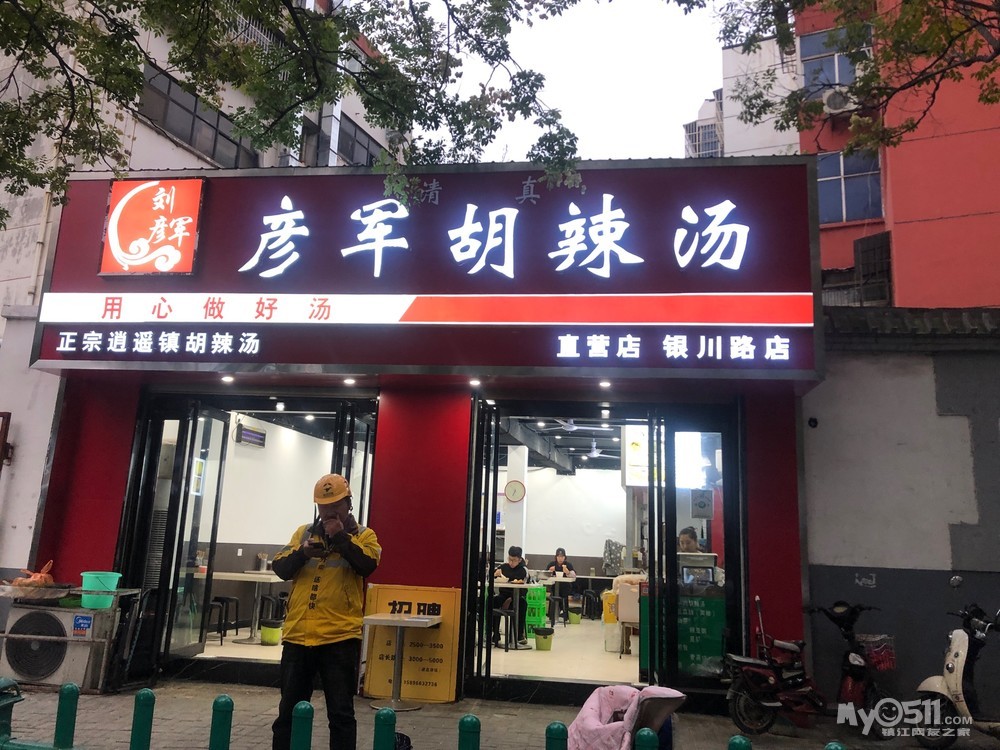 清真
刘彦军
彦军胡辣汤
用心做好汤
正宗逍遥镇胡辣汤
直营店 银川路店
招聘
My0511.com
镇江网友之家